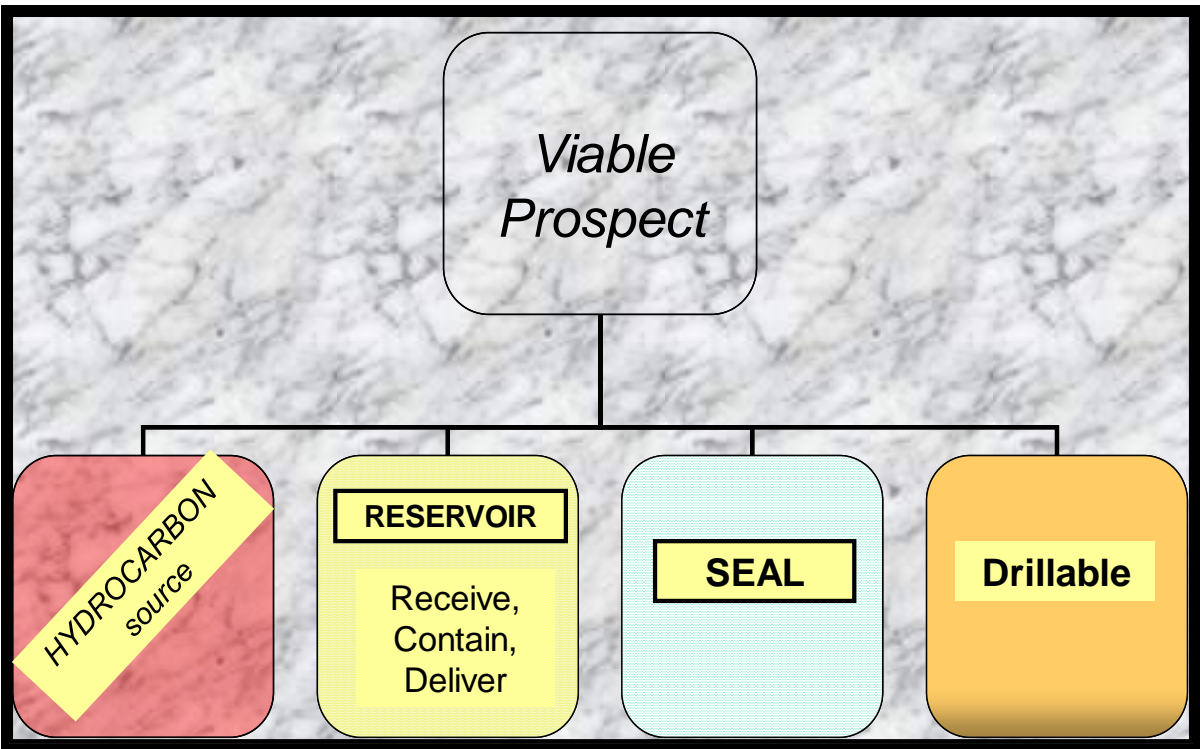 Viable
Prospect
HYDROCARBON
source
RESERVOIR
Receive,
Contain,
Deliver
SEAL
Drillable